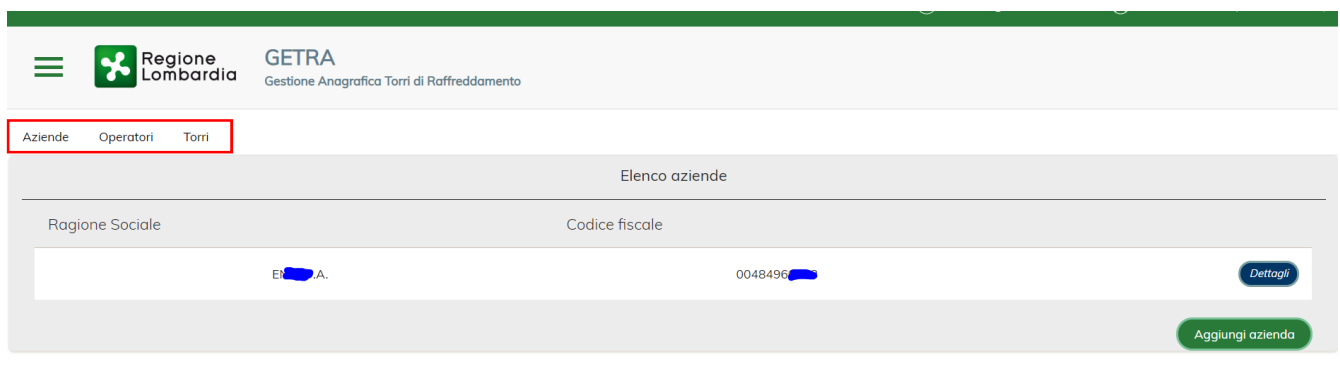 Regione
Lombardia
GETRA
Gestione Anagrafica Torri di Raffreddamento
Aziende Operatori Torri
Elenco aziende
Ragione Sociale Codice fiscale
.A. 0048496 Dettagli
Aggiungi azienda